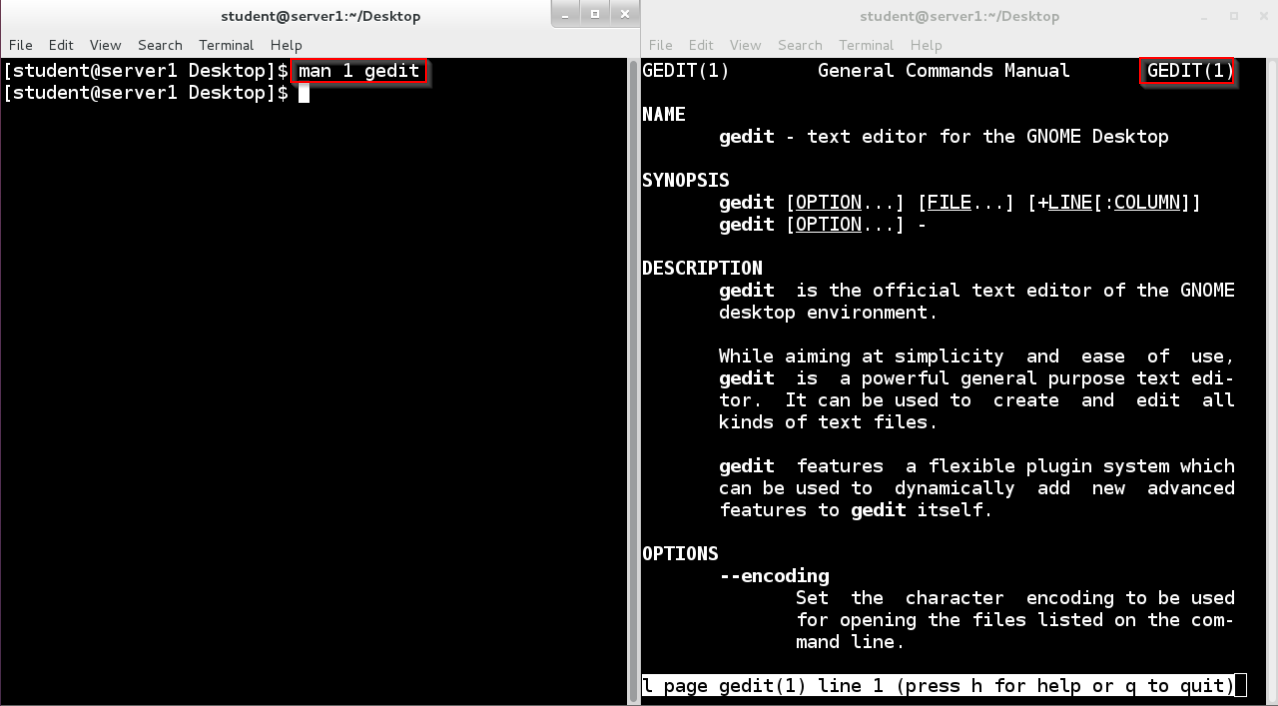 student@server1:~/Desktop
File Edit View Search Terminal Help
[student@server1 Desktop]$ man 1 gedit
[student@server1 Desktop]$
student@server1:~/Desktop
File Edit View Search Terminal Help
GEDIT(1) General Commands Manual GEDIT(1)
NAME
gedit - text editor for the GNOME Desktop
SYNOPSIS
gedit [OPTION...] [FILE...] [+LINE[:COLUMN]]
gedit [OPTION...] -
DESCRIPTION
gedit is the official text editor of the GNOME
desktop environment.
While aiming at simplicity and ease of use,
gedit is a powerful general purpose text edi-
tor. It can be used to create and edit all
kinds of text files.
gedit features a flexible plugin system which
can be used to dynamically add new advanced
features to gedit itself.
OPTIONS
--encoding
Set the character encoding to be used
for opening the files listed on the com-
mand line.
l page gedit(1) line 1 (press h for help or q to quit)